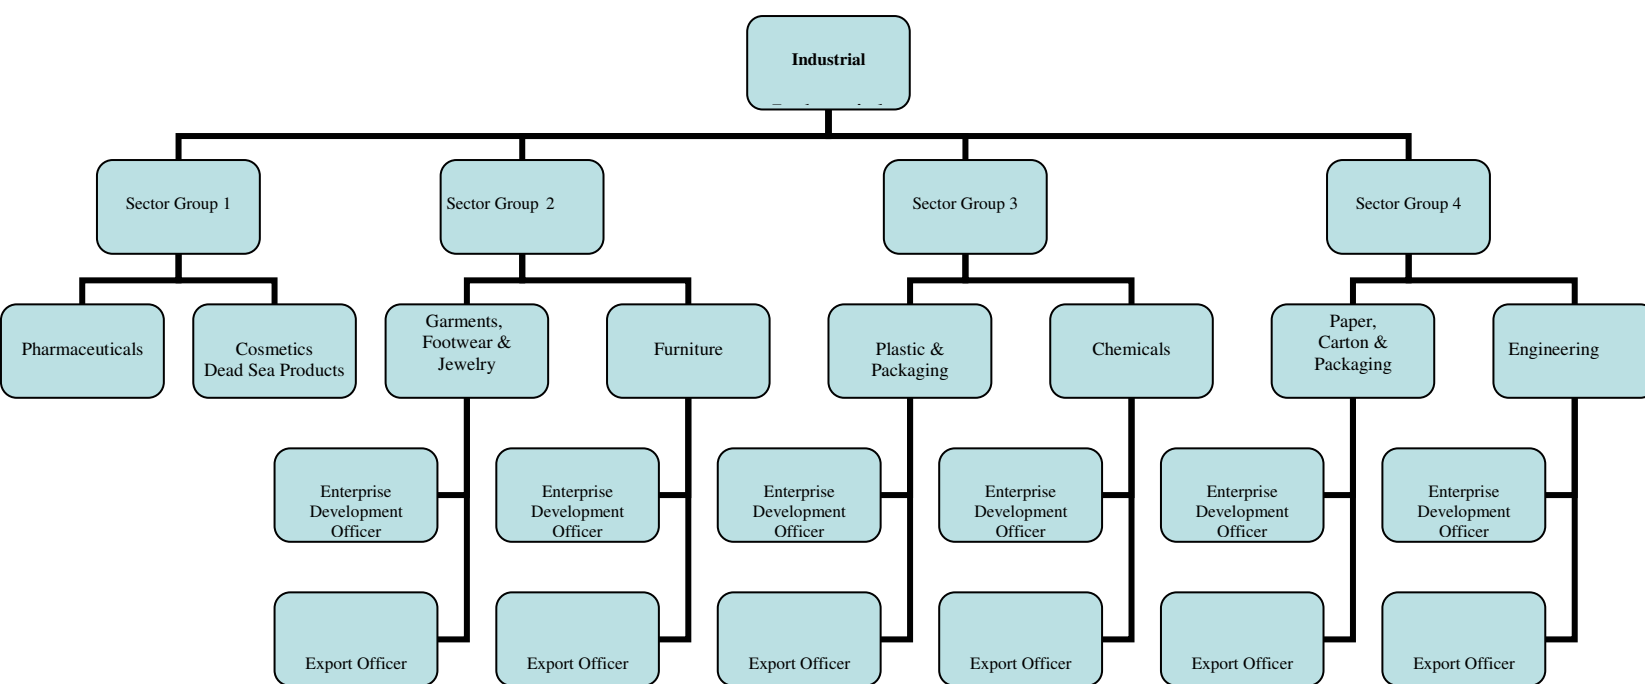 Industrial
Sector Group 1
Sector Group 2
Sector Group 3
Sector Group 4
Pharmaceuticals
Cosmetics
Dead Sea Products
Garments,
Footwear &
Jewelry
Furniture
Plastic &
Packaging
Chemicals
Paper,
Carton &
Packaging
Engineering
Enterprise
Development
Officer
Enterprise
Development
Officer
Enterprise
Development
Officer
Enterprise
Development
Officer
Enterprise
Development
Officer
Enterprise
Development
Officer
Export Officer
Export Officer
Export Officer
Export Officer
Export Officer
Export Officer